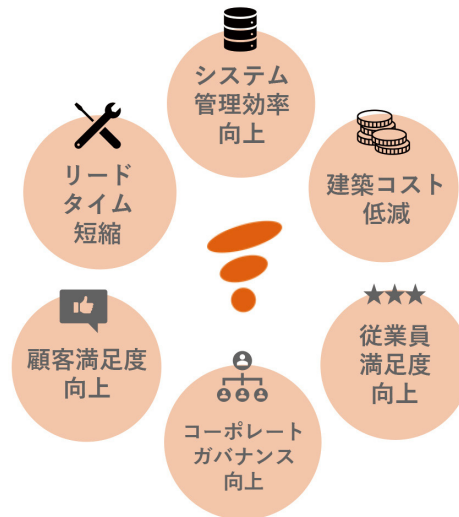 システム
管理効率
向上
リード
タイム
短縮
建築コスト
低減
顧客満足度
向上
従業員
満足度
向上
コーポレート
ガバナンス
向上